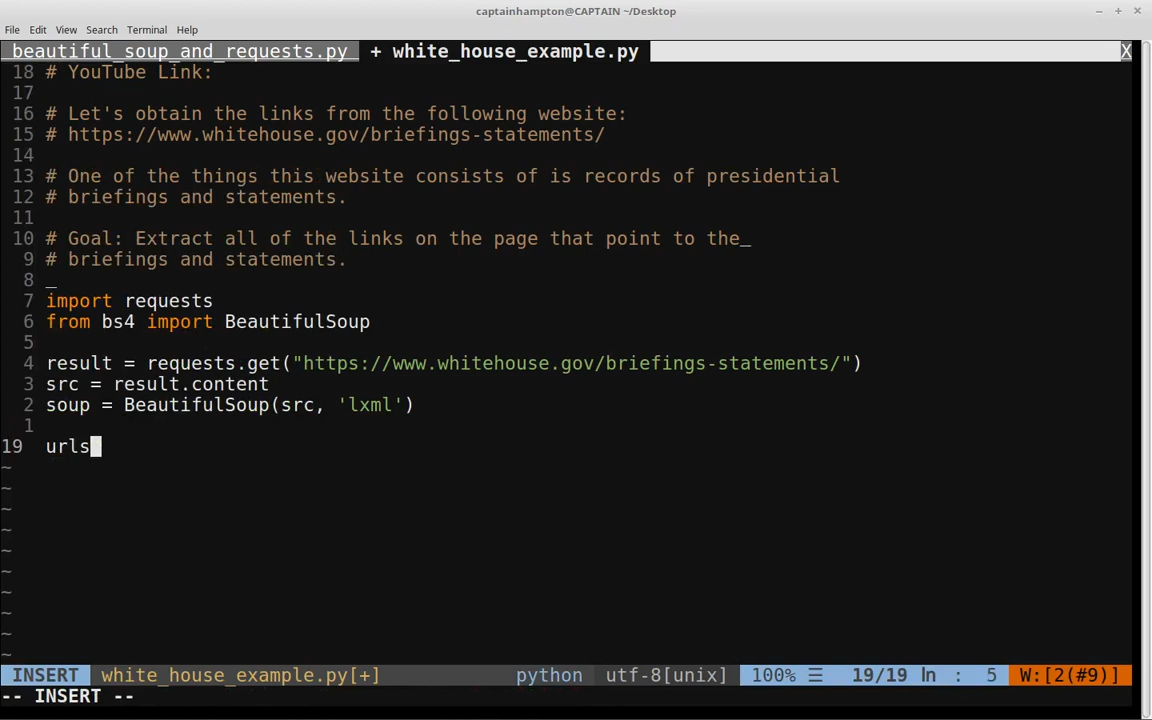 captainhampton@CAPTAIN ~/Desktop
File Edit View Search Terminal Help
beautiful_soup_and_requests.py + white_house_example.py X
18 # YouTube Link:
17
16 # Let's obtain the links from the following website:
15 # https://www.whitehouse.gov/briefings-statements/
14
13 # One of the things this website consists of is records of presidential
12 # briefings and statements.
11
10 # Goal: Extract all of the links on the page that point to the_
9 # briefings and statements.
8 _
7 import requests
6 from bs4 import BeautifulSoup
5
4 result = requests.get("https://www.whitehouse.gov/briefings-statements/")
3 src = result.content
2 soup = BeautifulSoup(src, 'lxml')
1
19 urls
~
~
~
~
~
~
~
~
~
~
INSERT white_house_example.py[+] python utf-8[unix] 100% ☰ 19/19 ln : 5 W:[2(#9)]
-- INSERT --